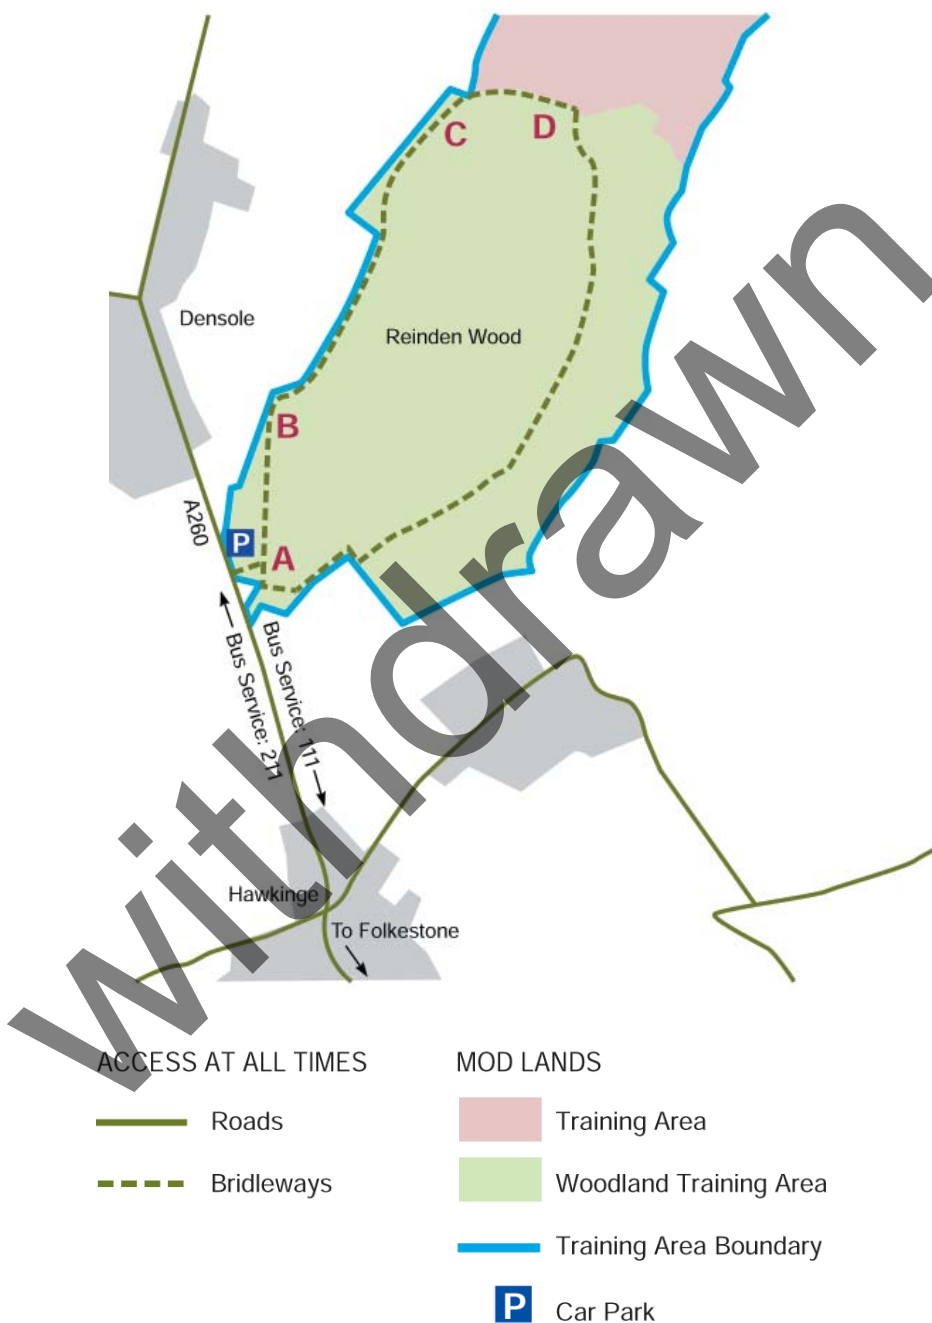 C
D
Densole
Reinden Wood
B
A260
P
A
Bus Service: 211
Bus Service: 111
withdrawn
Hawkinge
To Folkestone
ACCESS AT ALL TIMES
Roads
Bridleways
MOD LANDS
Training Area
Woodland Training Area
Training Area Boundary
P Car Park